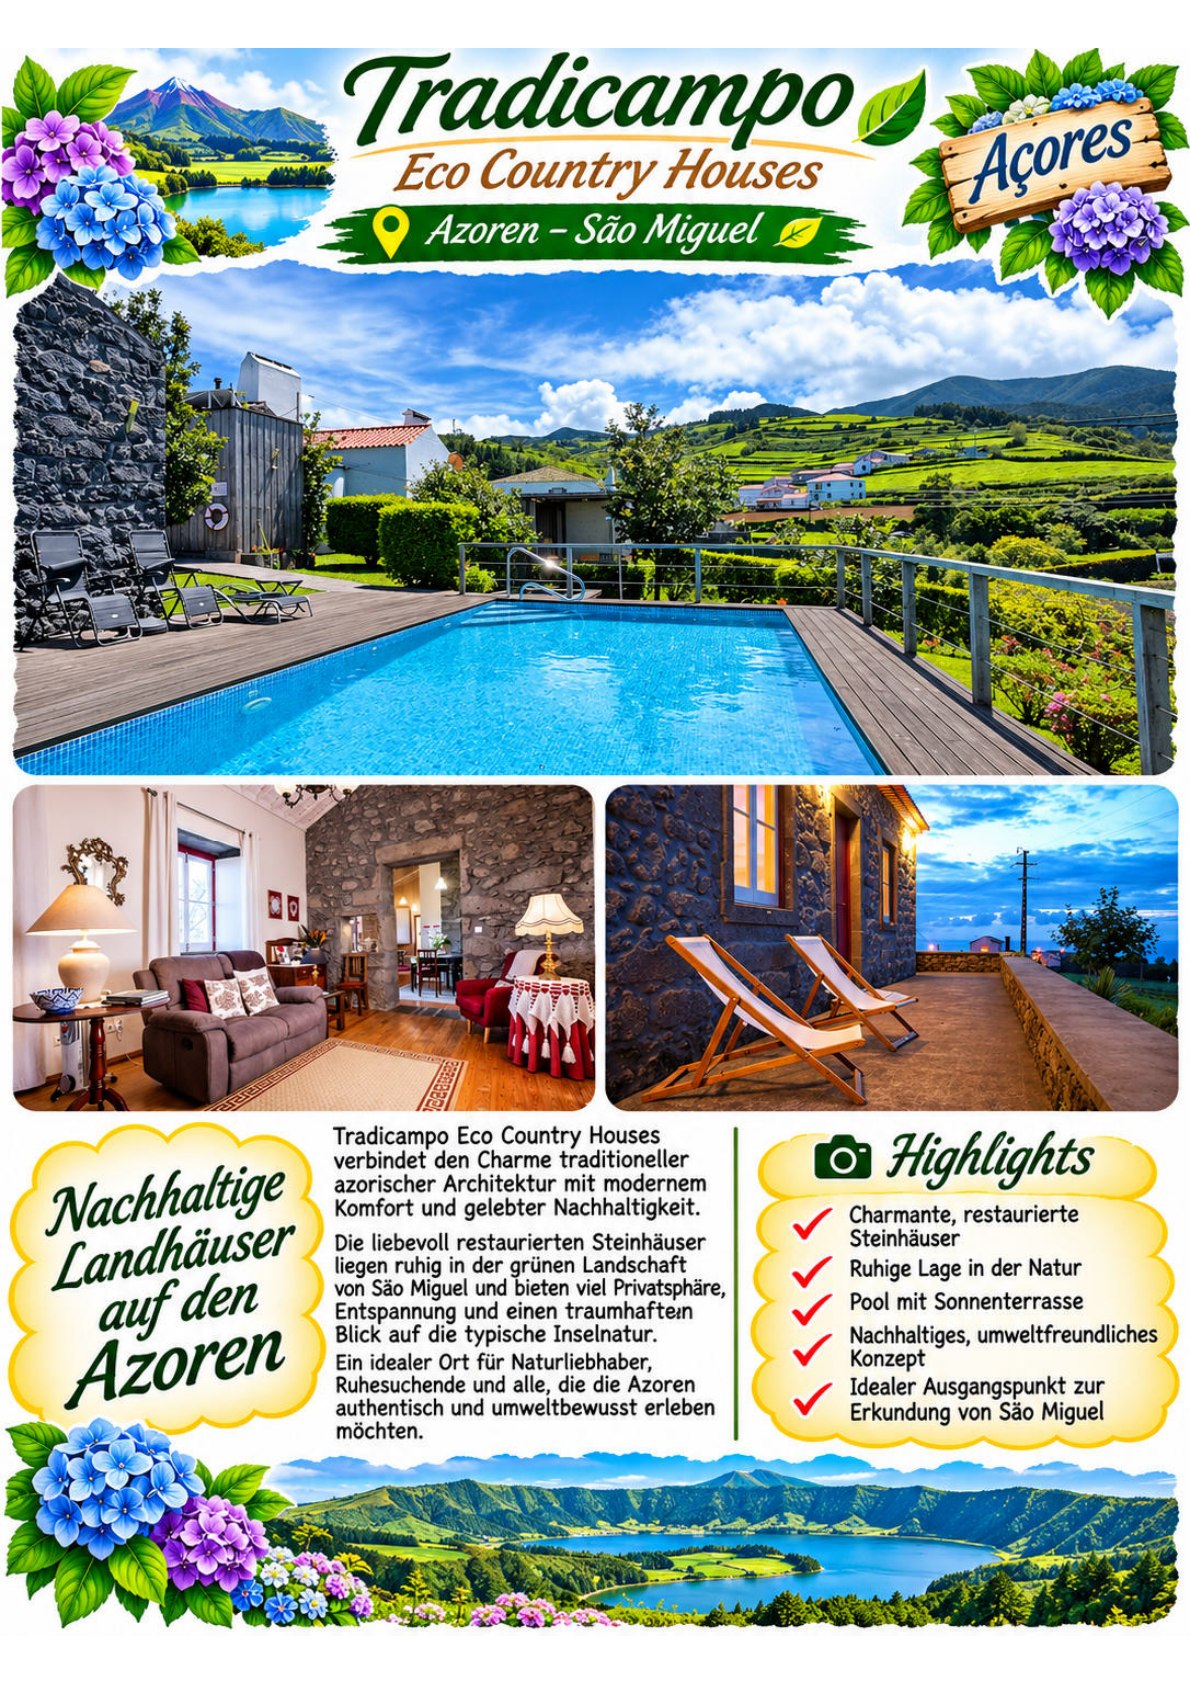 Tradicampo
Eco Country Houses
Azoren – São Miguel
Açores
Nachhaltige
Landhäuser
auf den
Azoren
Tradicampo Eco Country Houses
verbindet den Charme traditioneller
azorischer Architektur mit modernem
Komfort und gelebter Nachhaltigkeit.
Die liebevoll restaurierten Steinhäuser
liegen ruhig in der grünen Landschaft
von São Miguel und bieten viel Privatsphäre,
Entspannung und einen traumhaften
Blick auf die typische Inselnatur.
Ein idealer Ort für Naturliebhaber,
Ruhesuchende und alle, die die Azoren
authentisch und umweltbewusst erleben
möchten.
Highlights
Charmante, restaurierte
Steinhäuser
Ruhige Lage in der Natur
Pool mit Sonnenterrasse
Nachhaltiges, umweltfreundliches
Konzept
Idealer Ausgangspunkt zur
Erkundung von São Miguel